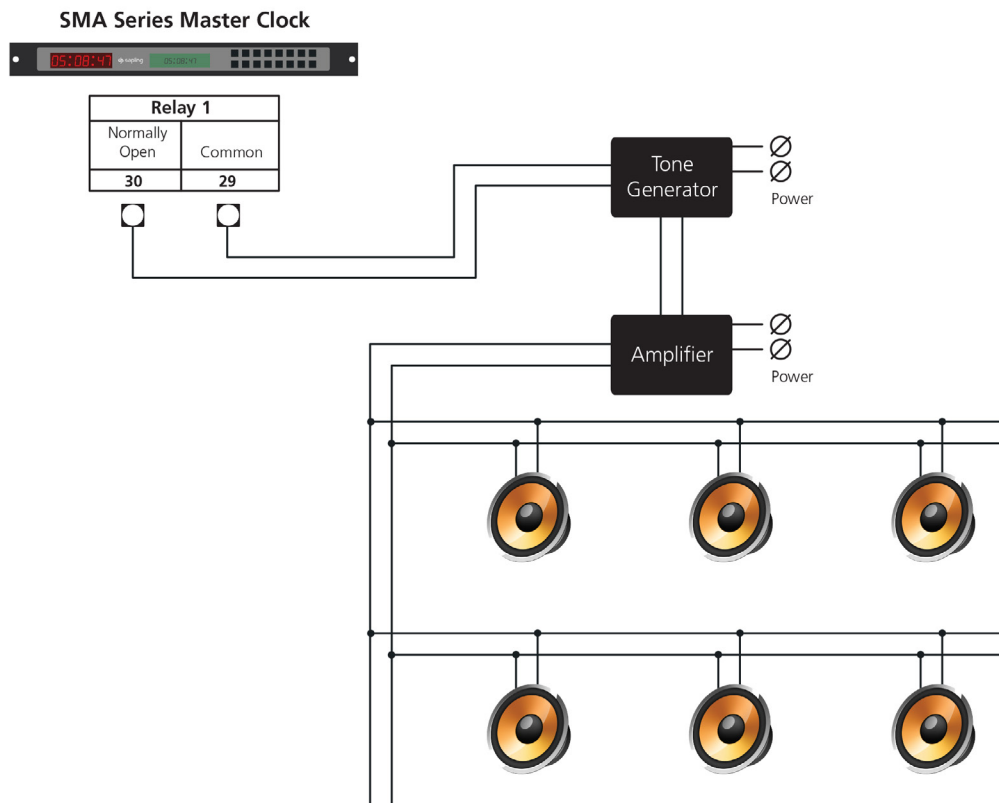 SMA Series Master Clock
05:08:47
sapling
05:08:47
Relay 1
Normally
Open
Common
30
29
Tone
Generator
Power
Amplifier
Power